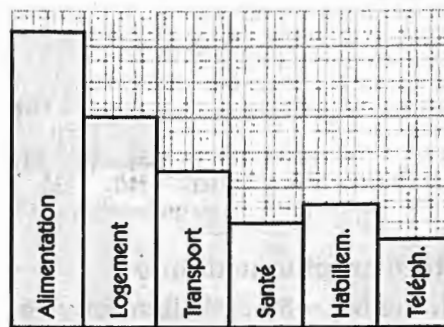 Alimentation
Logement
Transport
Santé
Habillem.
Téléph.